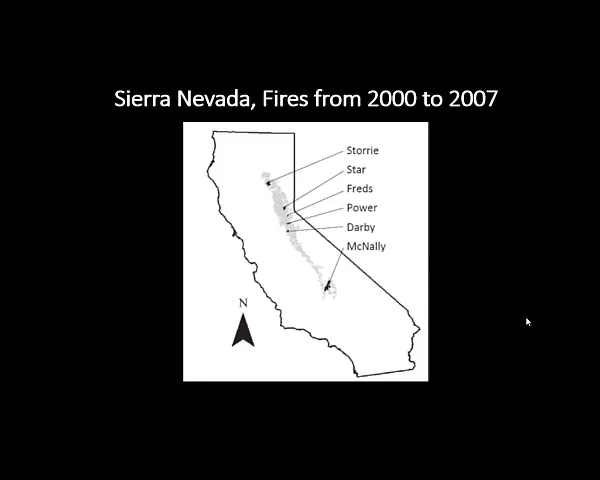 Sierra Nevada, Fires from 2000 to 2007
Storrie
Star
Freds
Power
Darby
McNally
N